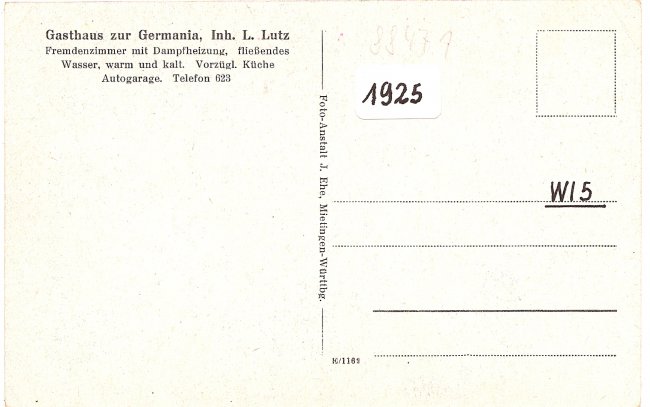 Gasthaus zur Germania, Inh. L. Lutz
Fremdenzimmer mit Dampfheizung, fließendes
Wasser, warm und kalt. Vorzügl. Küche
Autogarage. Telefon 623
Foto-Anstalt J. Ehe, Mietingen-Württbg.
88471
1925
W15